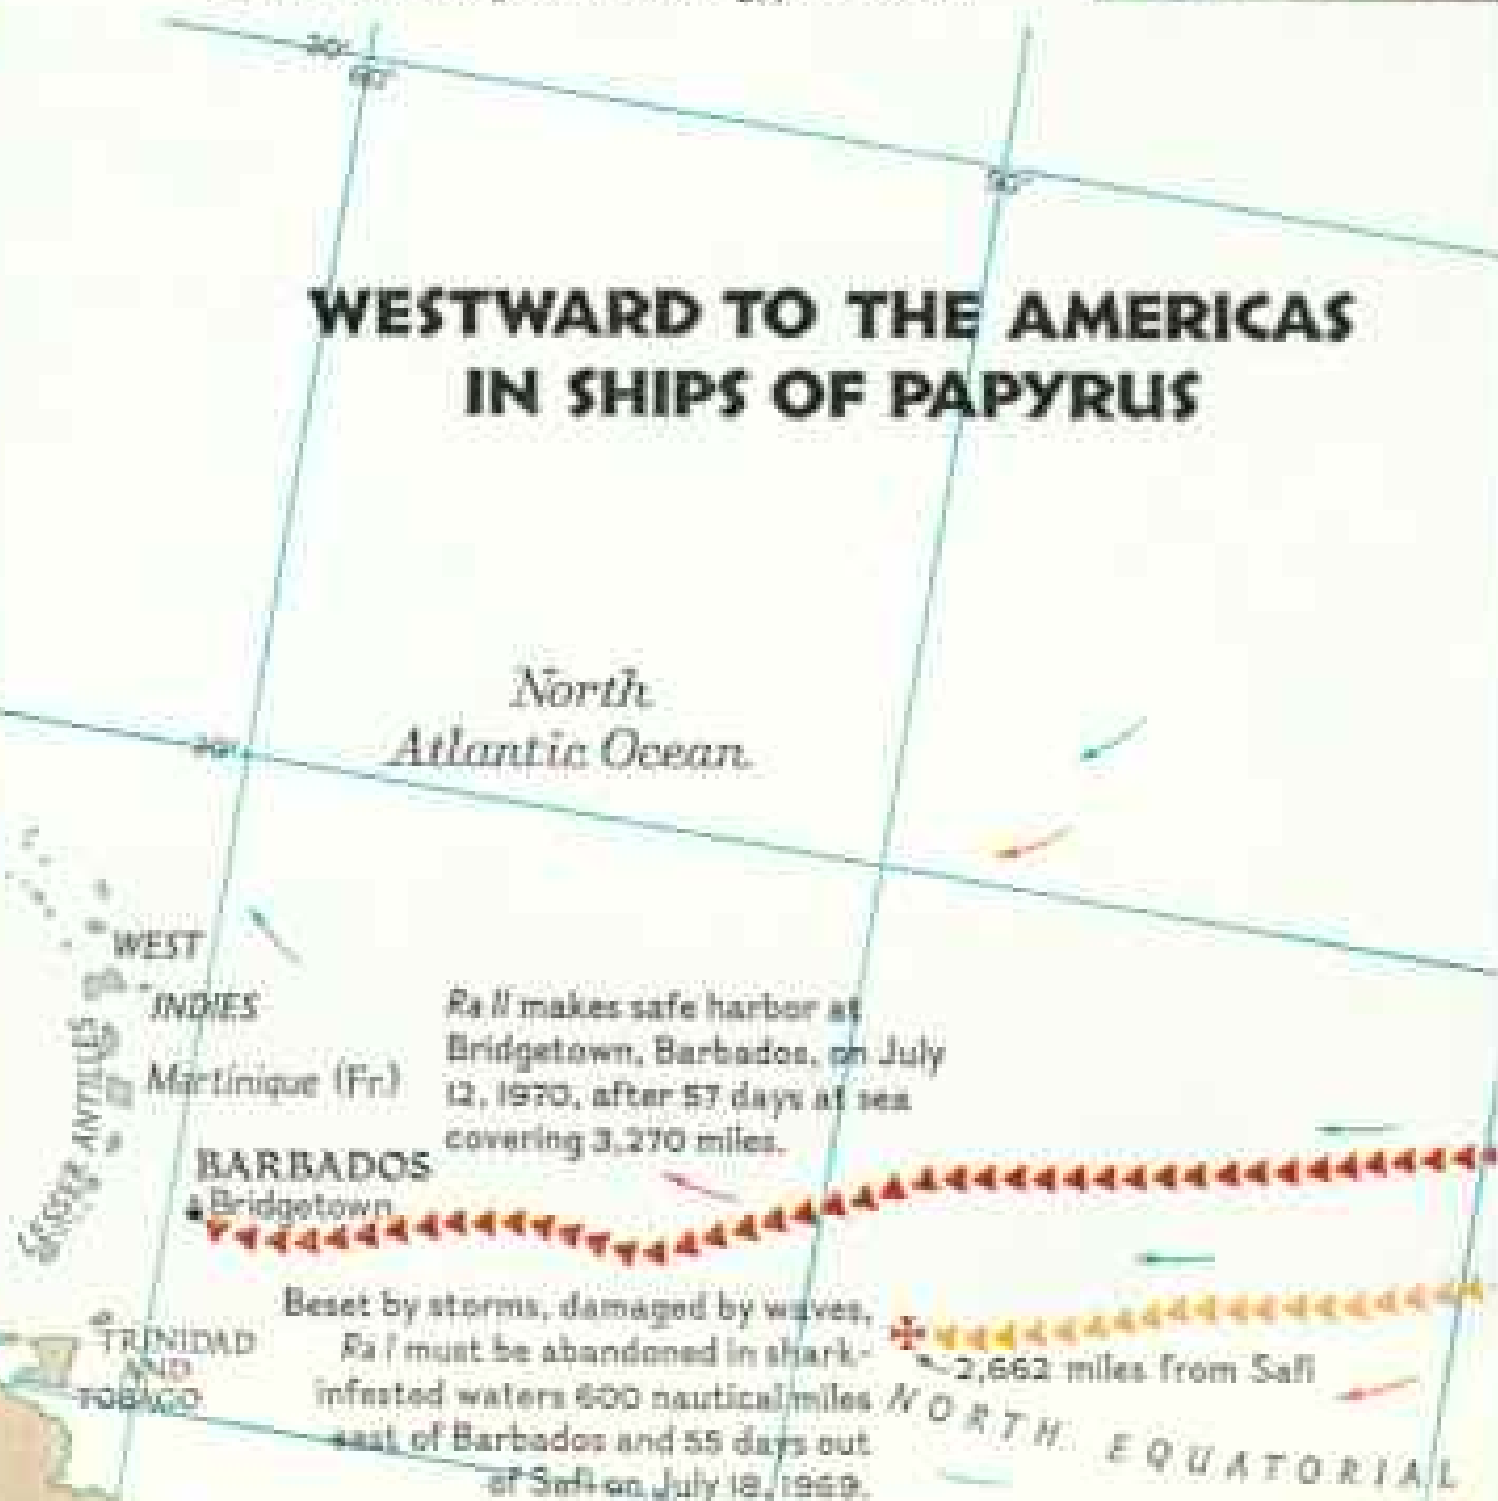 30°
60°
50°
WESTWARD TO THE AMERICAS
IN SHIPS OF PAPYRUS
North
Atlantic Ocean
20°
WEST
INDIES
LESSER ANTILLES
Martinique (Fr.)
Ra II makes safe harbor at
Bridgetown, Barbados, on July
12, 1970, after 57 days at sea
covering 3,270 miles.
BARBADOS
Bridgetown
Beset by storms, damaged by waves,
Ra I must be abandoned in shark-
infested waters 600 nautical miles
east of Barbados and 55 days out
of Safi on July 18, 1969.
2,662 miles from Safi
TRINIDAD
AND
TOBAGO
NORTH EQUATORIAL